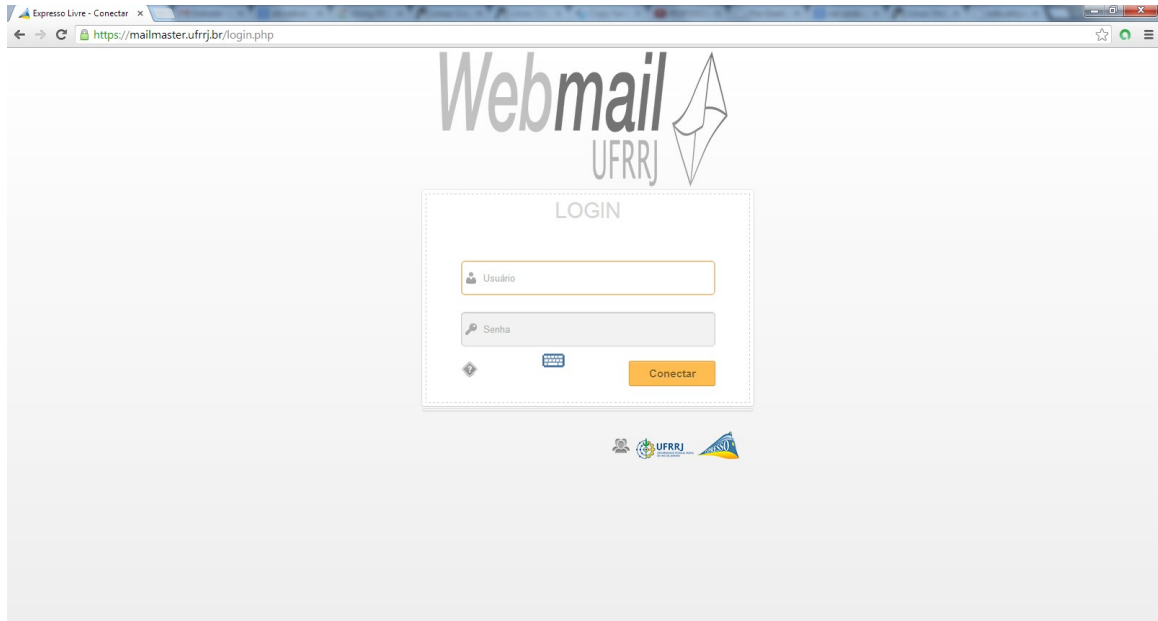 Expresso Livre - Conectar
https://mailmaster.ufrrj.br/login.php
Webmail
UFRRJ
LOGIN
Usuário
Senha
Conectar
UFRRJ